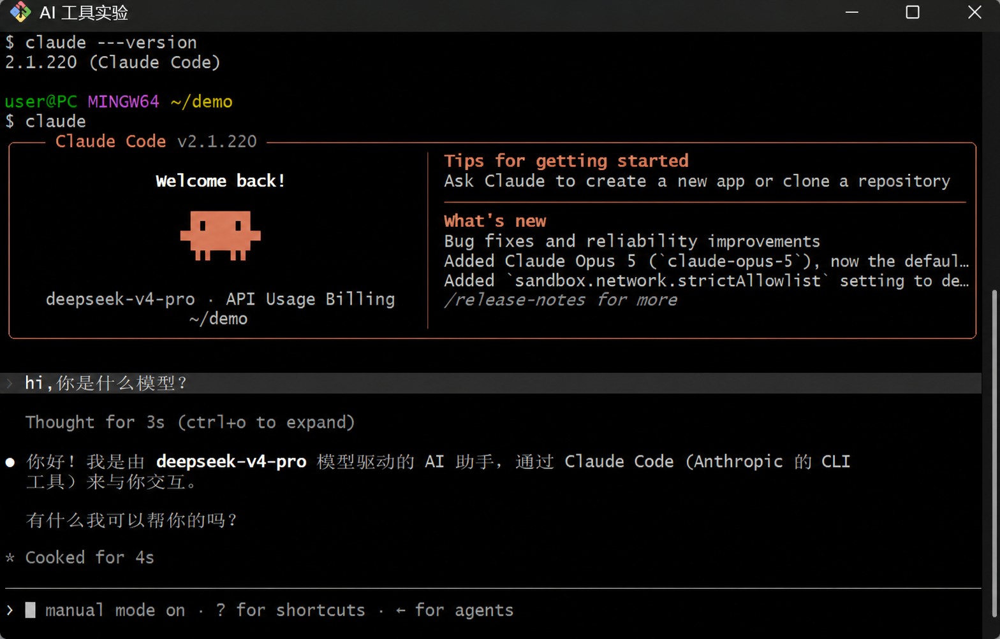 AI 工具实验
$ claude ---version
2.1.220 (Claude Code)
user@PC MINGW64 ~/demo
$ claude
Claude Code v2.1.220
Welcome back!
deepseek-v4-pro · API Usage Billing
~/demo
Tips for getting started
Ask Claude to create a new app or clone a repository
What's new
Bug fixes and reliability improvements
Added Claude Opus 5 (`claude-opus-5`), now the defaul…
Added `sandbox.network.strictAllowlist` setting to de…
/release-notes for more
› hi,你是什么模型?
Thought for 3s (ctrl+o to expand)
● 你好! 我是由 deepseek-v4-pro 模型驱动的 AI 助手, 通过 Claude Code (Anthropic 的 CLI
工具) 来与你交互。
有什么我可以帮你的吗?
* Cooked for 4s
› manual mode on · ? for shortcuts · ← for agents